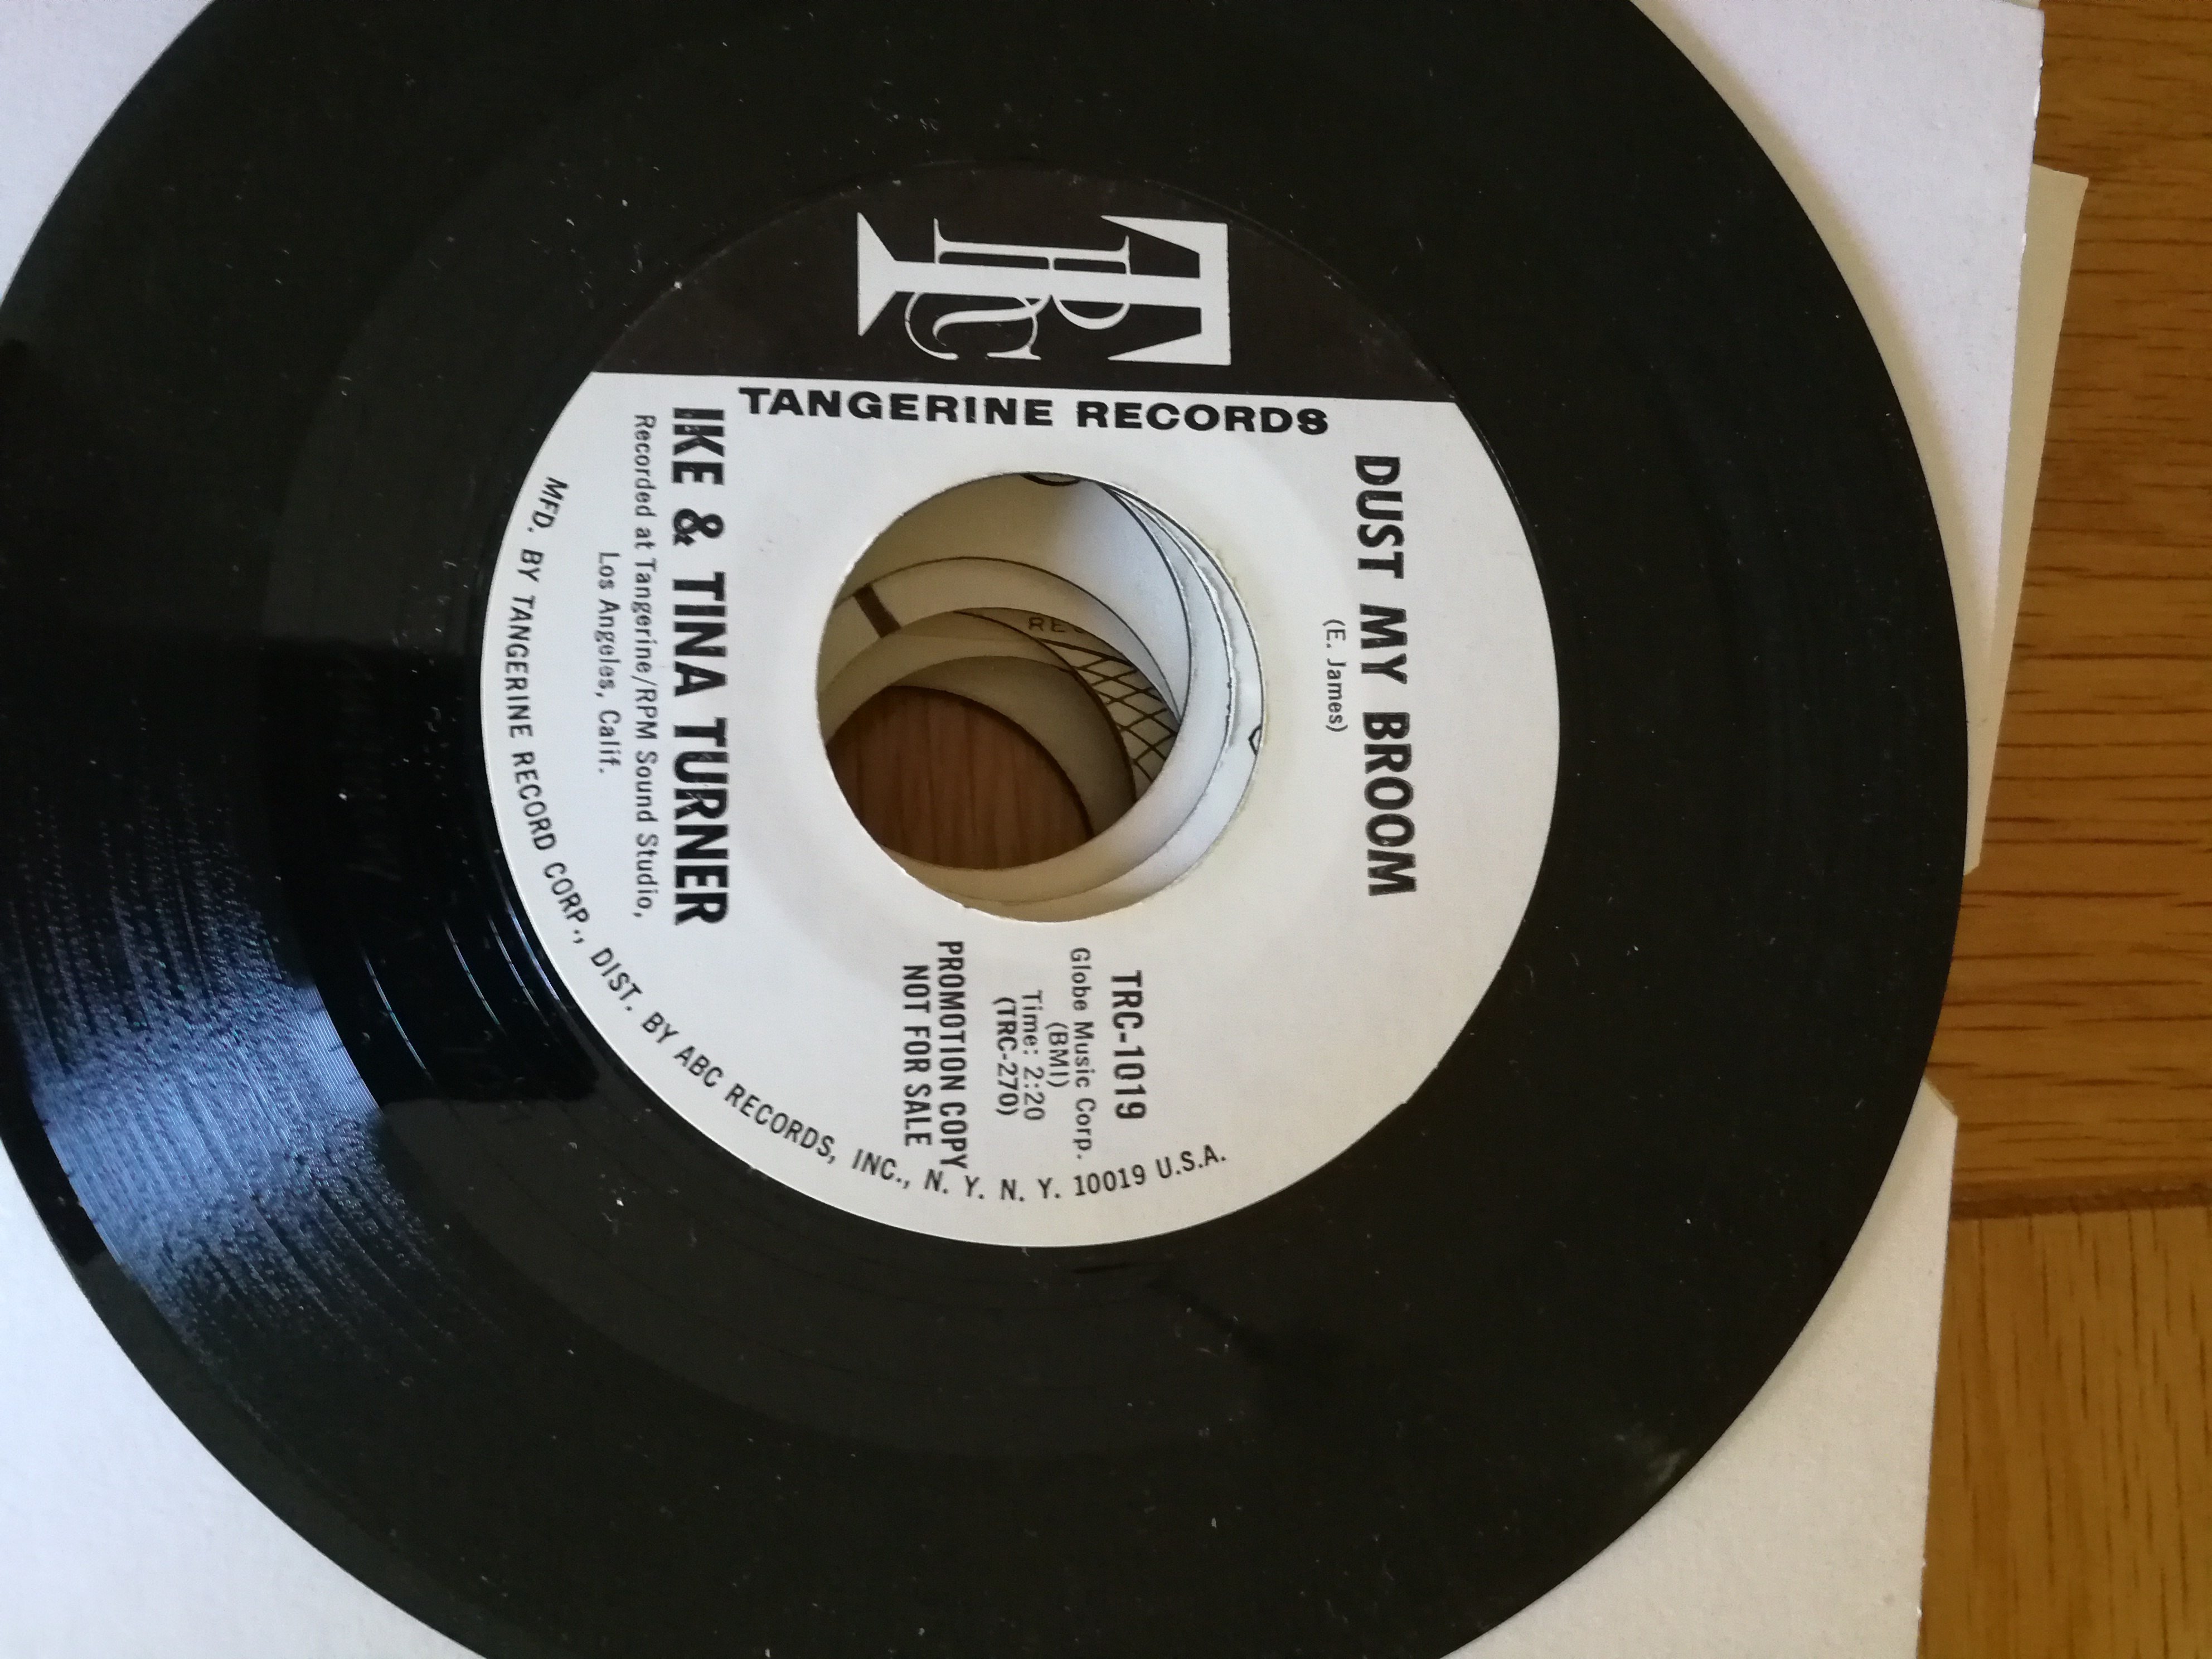 TRC
TANGERINE RECORDS
DUST MY BROOM
(E. James)
TRC-1019
Globe Music Corp.
(BMI)
Time: 2:20
(TRC-270)
PROMOTION COPY
NOT FOR SALE
IKE & TINA TURNER
Recorded at Tangerine/RPM Sound Studio,
Los Angeles, Calif.
MFD. BY TANGERINE RECORD CORP., DIST. BY ABC RECORDS, INC., N. Y. N. Y. 10019 U.S.A.